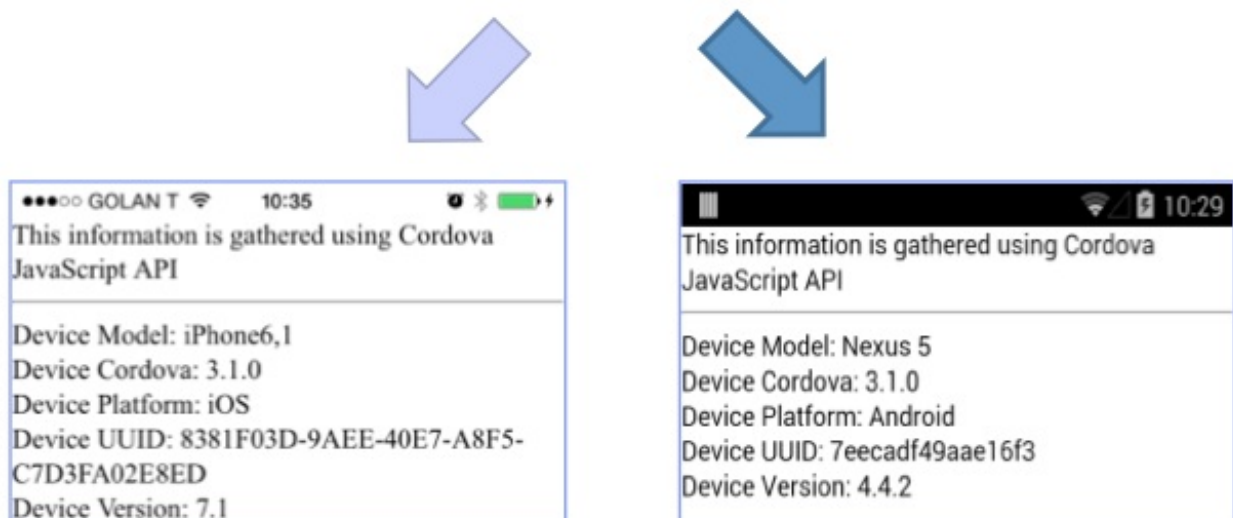 GOLAN T 10:35
This information is gathered using Cordova
JavaScript API
Device Model: iPhone6,1
Device Cordova: 3.1.0
Device Platform: iOS
Device UUID: 8381F03D-9AEE-40E7-A8F5-
C7D3FA02E8ED
Device Version: 7.1
10:29
This information is gathered using Cordova
JavaScript API
Device Model: Nexus 5
Device Cordova: 3.1.0
Device Platform: Android
Device UUID: 7eecadf49aae16f3
Device Version: 4.4.2